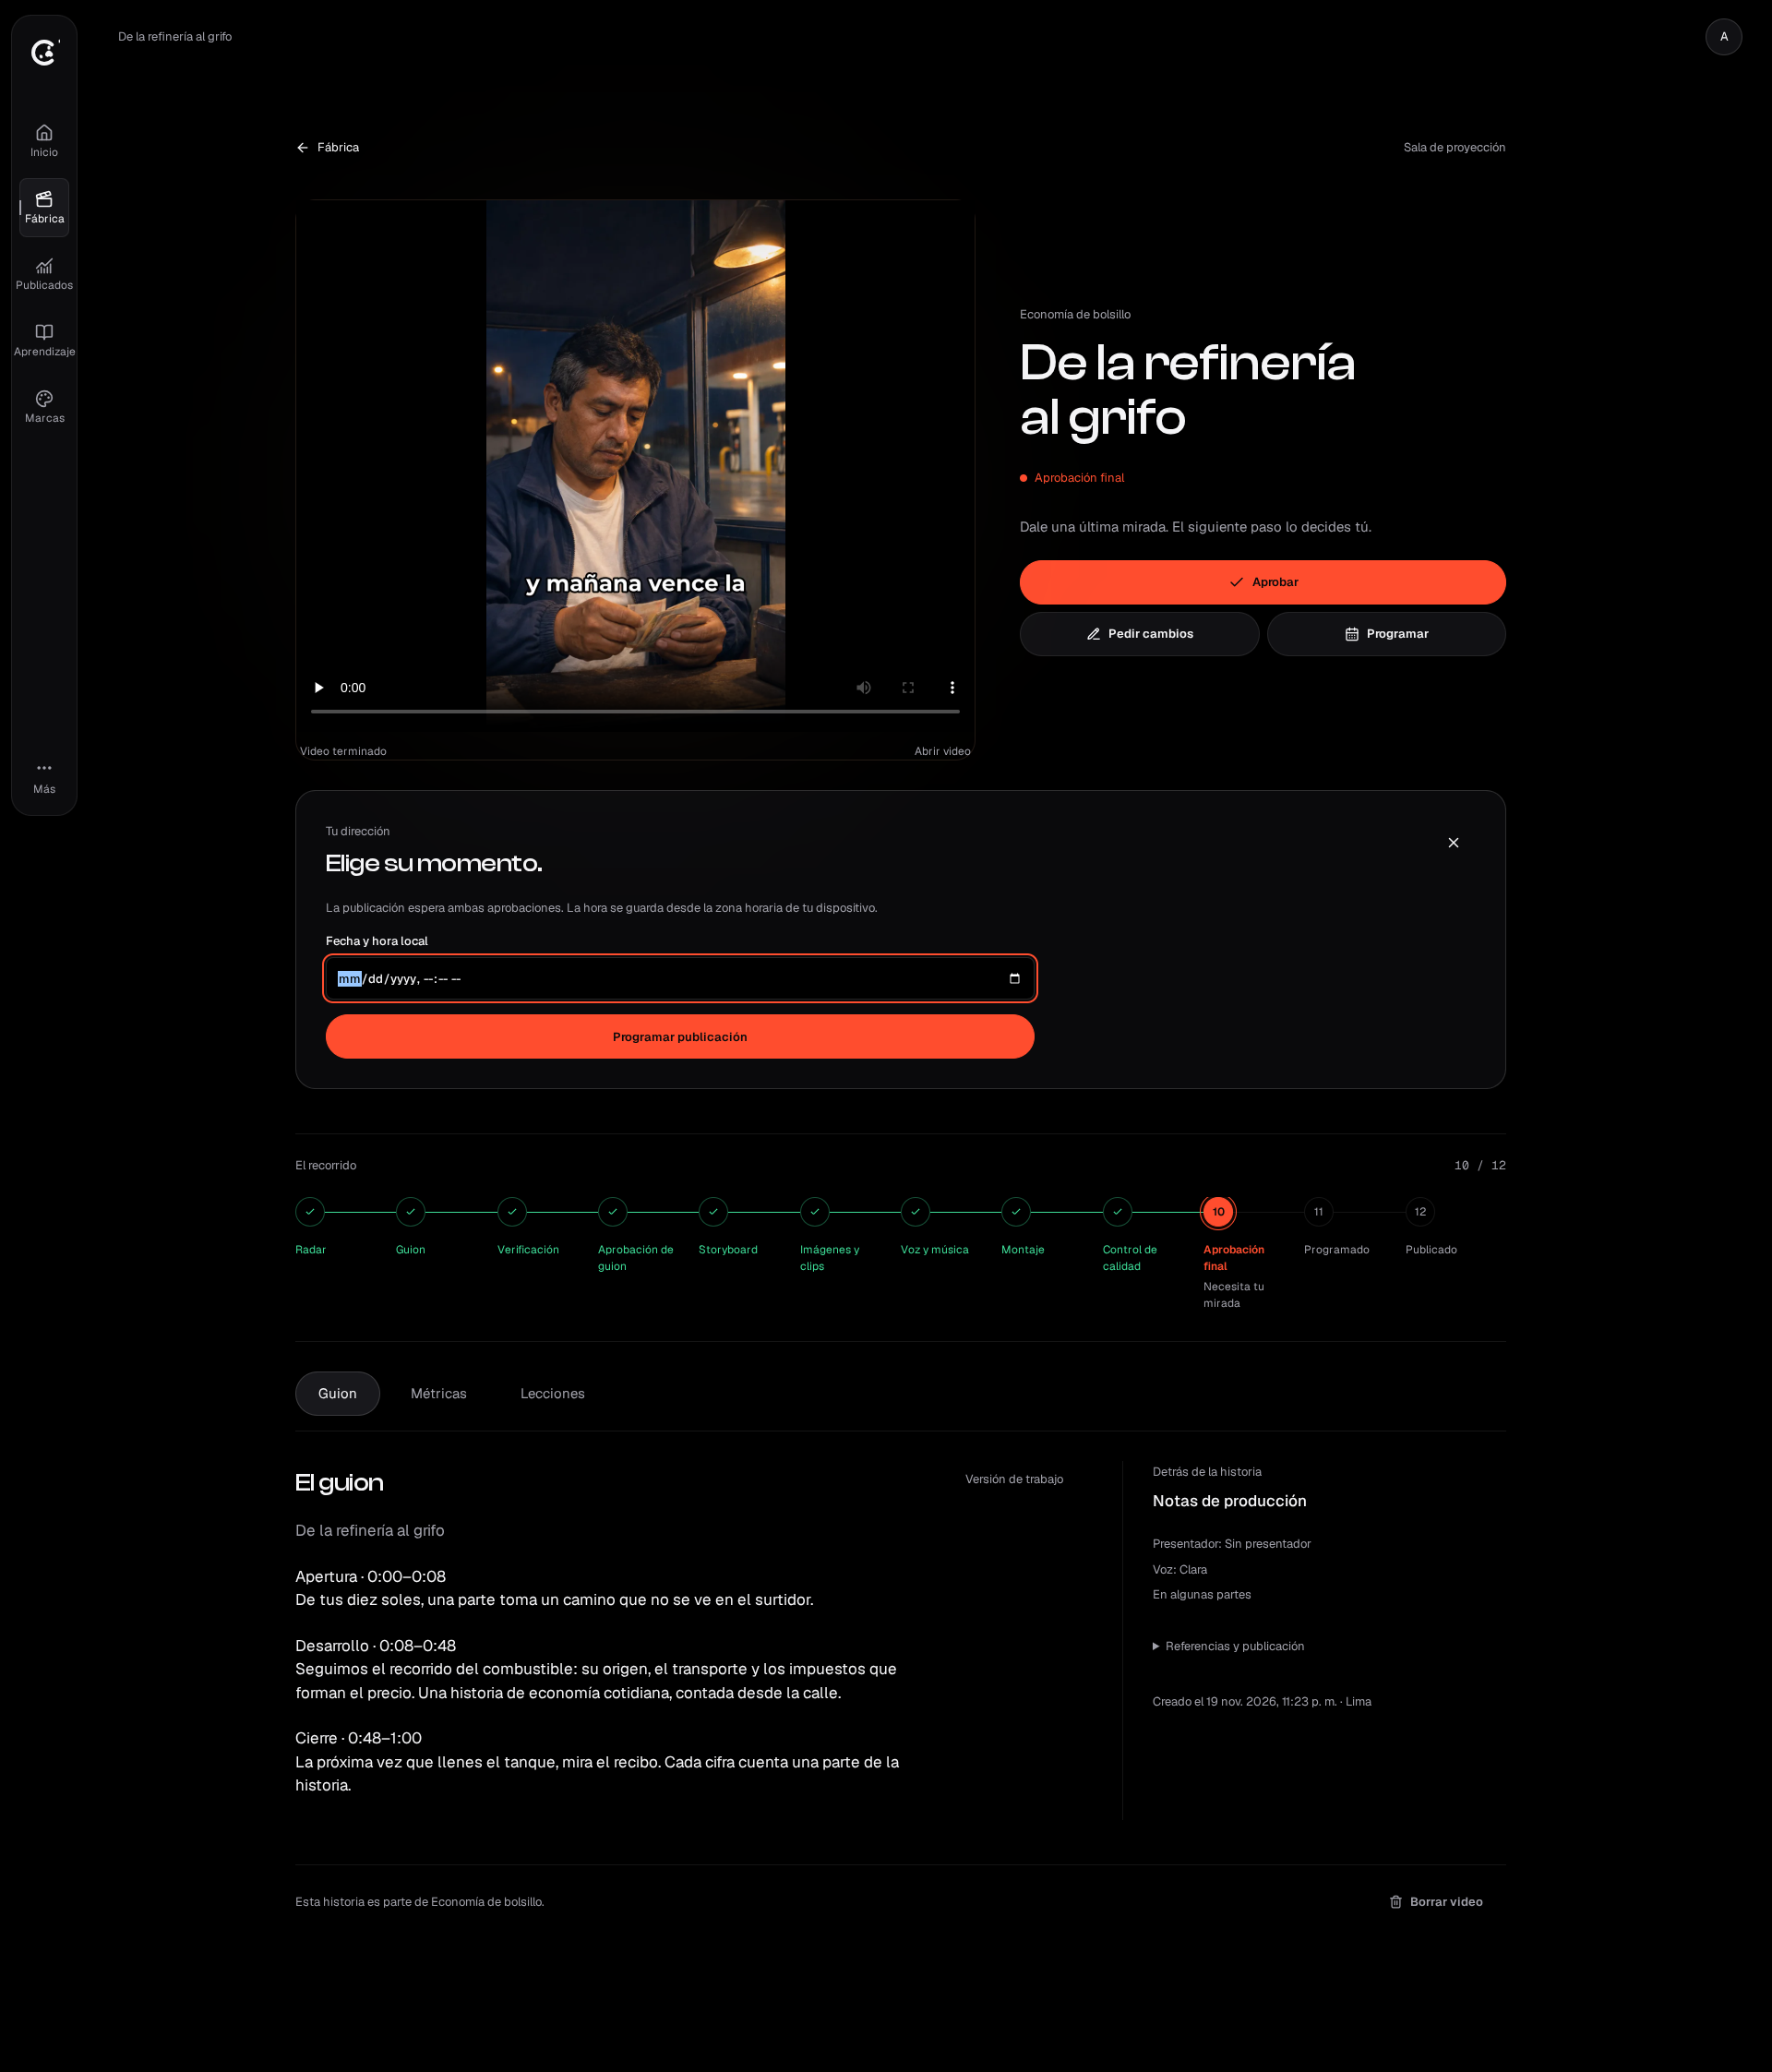 De la refinería al grifo
A
Inicio
Fábrica
Publicados
Aprendizaje
Marcas
Más
Fábrica
Sala de proyección
y mañana vence la
0:00
Video terminado
Abrir video
Economía de bolsillo
De la refinería
al grifo
Aprobación final
Dale una última mirada. El siguiente paso lo decides tú.
Aprobar
Pedir cambios
Programar
Tu dirección
Elige su momento.
La publicación espera ambas aprobaciones. La hora se guarda desde la zona horaria de tu dispositivo.
Fecha y hora local
mm/dd/yyyy, --:-- --
Programar publicación
El recorrido
10 / 12
10
11
12
Radar
Guion
Verificación
Aprobación de
guion
Storyboard
Imágenes y
clips
Voz y música
Montaje
Control de
calidad
Aprobación
final
Necesita tu
mirada
Programado
Publicado
Guion
Métricas
Lecciones
El guion
Versión de trabajo
De la refinería al grifo
Apertura · 0:00–0:08
De tus diez soles, una parte toma un camino que no se ve en el surtidor.
Desarrollo · 0:08–0:48
Seguimos el recorrido del combustible: su origen, el transporte y los impuestos que
forman el precio. Una historia de economía cotidiana, contada desde la calle.
Cierre · 0:48–1:00
La próxima vez que llenes el tanque, mira el recibo. Cada cifra cuenta una parte de la
historia.
Detrás de la historia
Notas de producción
Presentador: Sin presentador
Voz: Clara
En algunas partes
Referencias y publicación
Creado el 19 nov. 2026, 11:23 p. m. · Lima
Esta historia es parte de Economía de bolsillo.
Borrar video